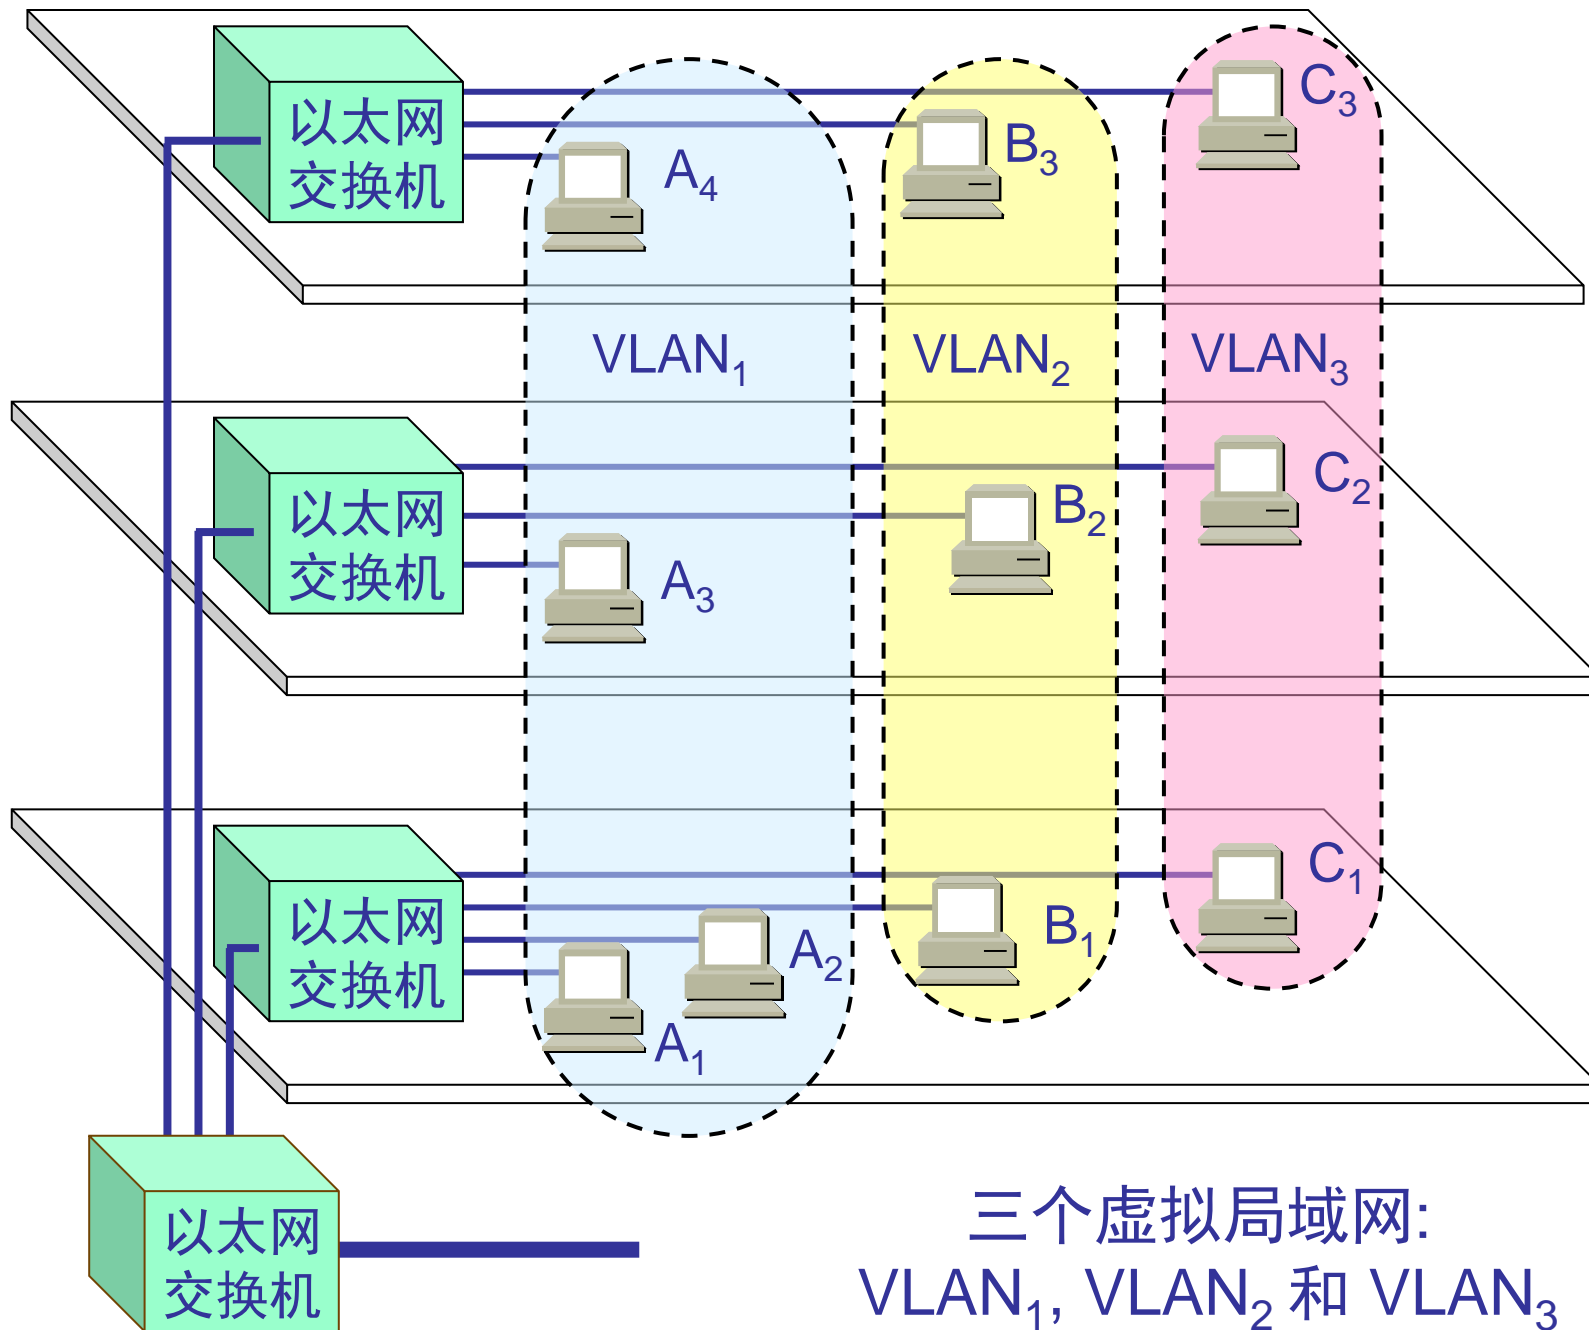 以太网
交换机
A₄
B₃
C₃
VLAN₁
VLAN₂
VLAN₃
以太网
交换机
A₃
B₂
C₂
以太网
交换机
A₁
A₂
B₁
C₁
以太网
交换机
三个虚拟局域网:
VLAN₁, VLAN₂ 和 VLAN₃